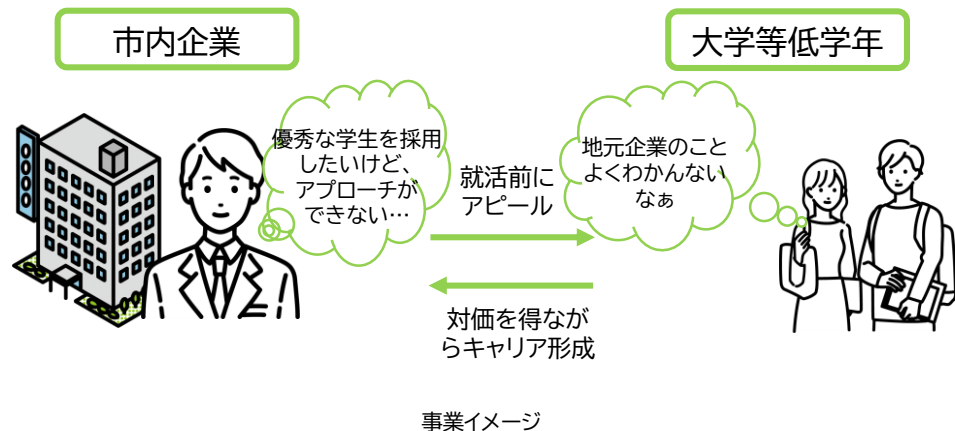 市内企業
大学等低学年
優秀な学生を採用
したいけど、
アプローチが
できない…
就活前に
アピール
地元企業のこと
よくわかんない
なぁ
対価を得なが
らキャリア形成
事業イメージ